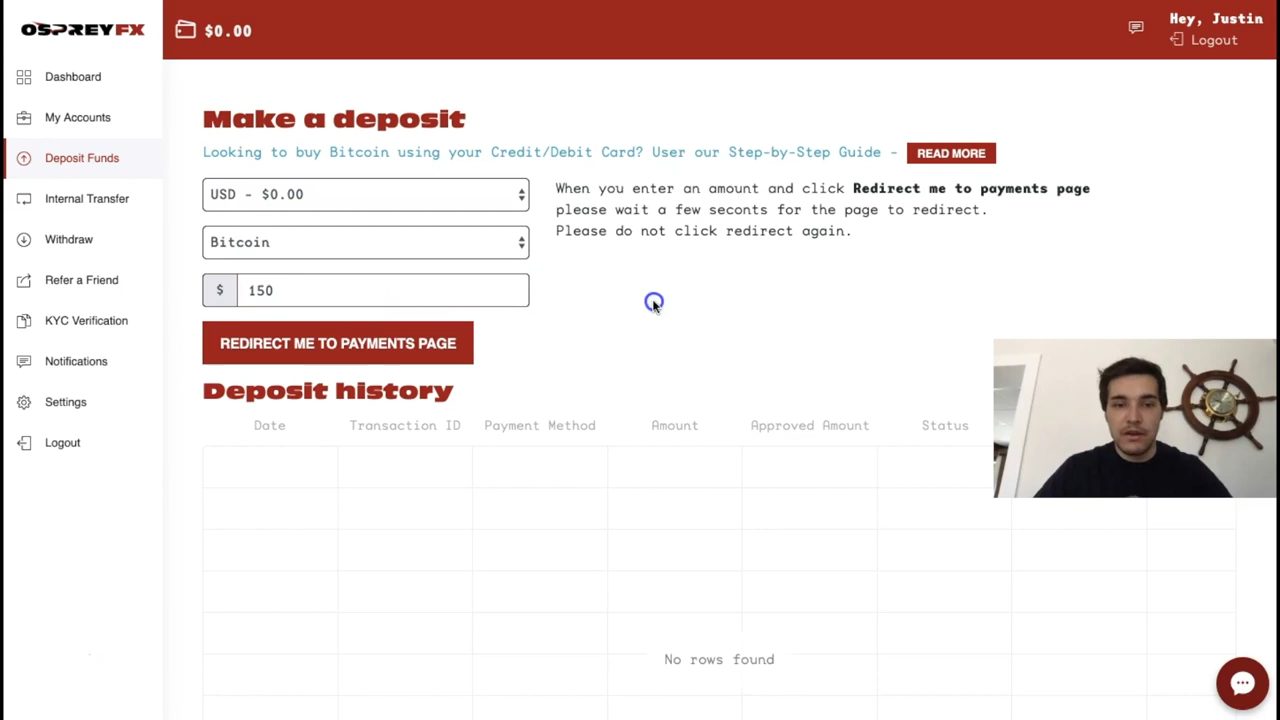 OSPREYFX
$0.00
Hey, Justin
Logout
Dashboard
My Accounts
Deposit Funds
Internal Transfer
Withdraw
Refer a Friend
KYC Verification
Notifications
Settings
Logout
Make a deposit
Looking to buy Bitcoin using your Credit/Debit Card? User our Step-by-Step Guide - READ MORE
USD - $0.00
Bitcoin
$ 150
REDIRECT ME TO PAYMENTS PAGE
When you enter an amount and click Redirect me to payments page
please wait a few seconts for the page to redirect.
Please do not click redirect again.
Deposit history
Date Transaction ID Payment Method Amount Approved Amount Status
No rows found